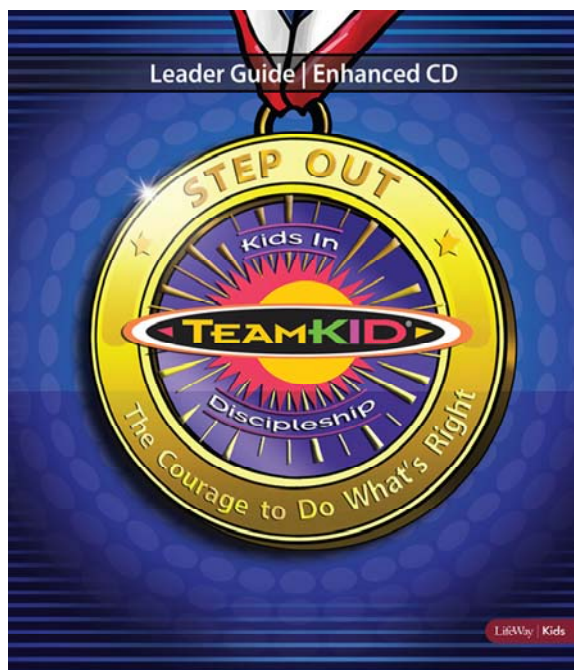 Leader Guide | Enhanced CD
STEP OUT
Kids In
TEAMKID®
Discipleship
The Courage to Do What's Right
LifeWay | Kids